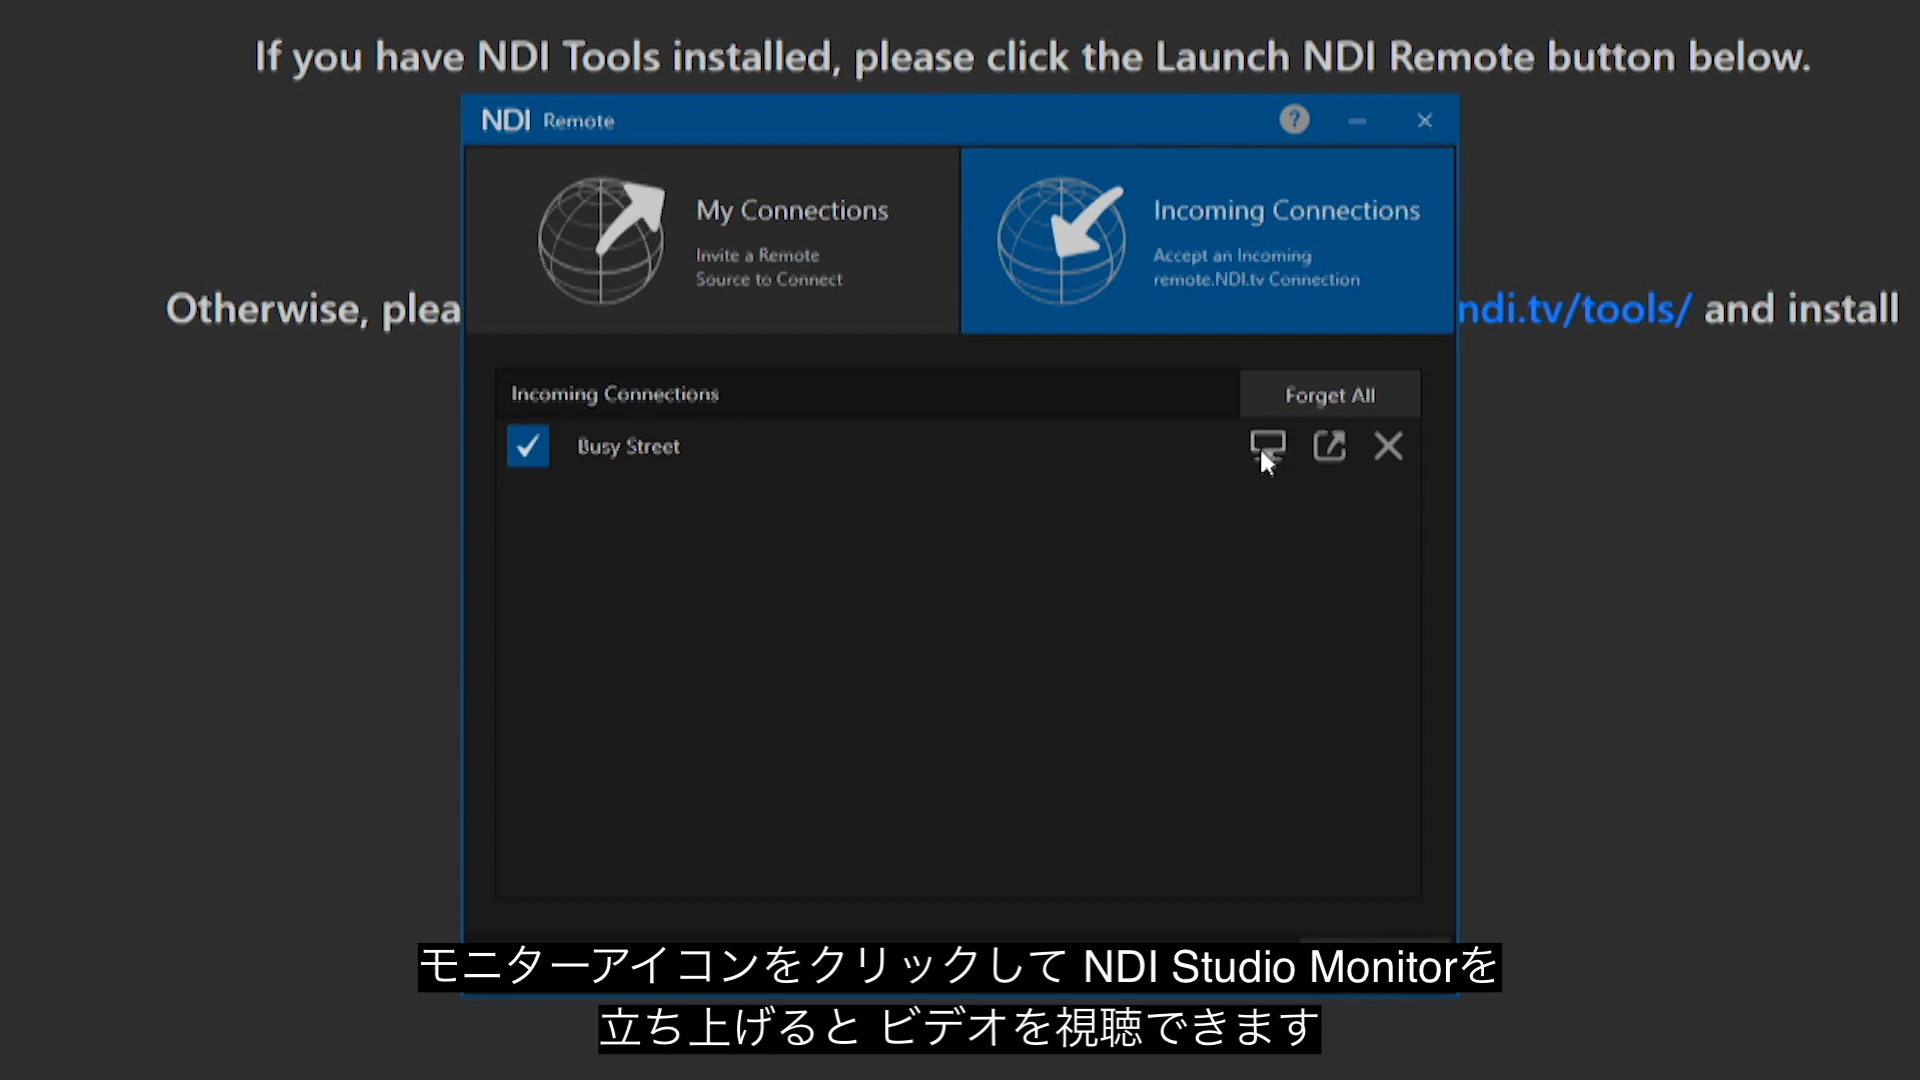 If you have NDI Tools installed, please click the Launch NDI Remote button below.
NDI Remote
?
My Connections
Invite a Remote
Source to Connect
Incoming Connections
Accept an Incoming
remote.NDI.tv Connection
Otherwise, plea
ndi.tv/tools/ and install
Incoming Connections
Forget All
Busy Street
モニターアイコンをクリックして NDI Studio Monitorを
立ち上げると ビデオを視聴できます